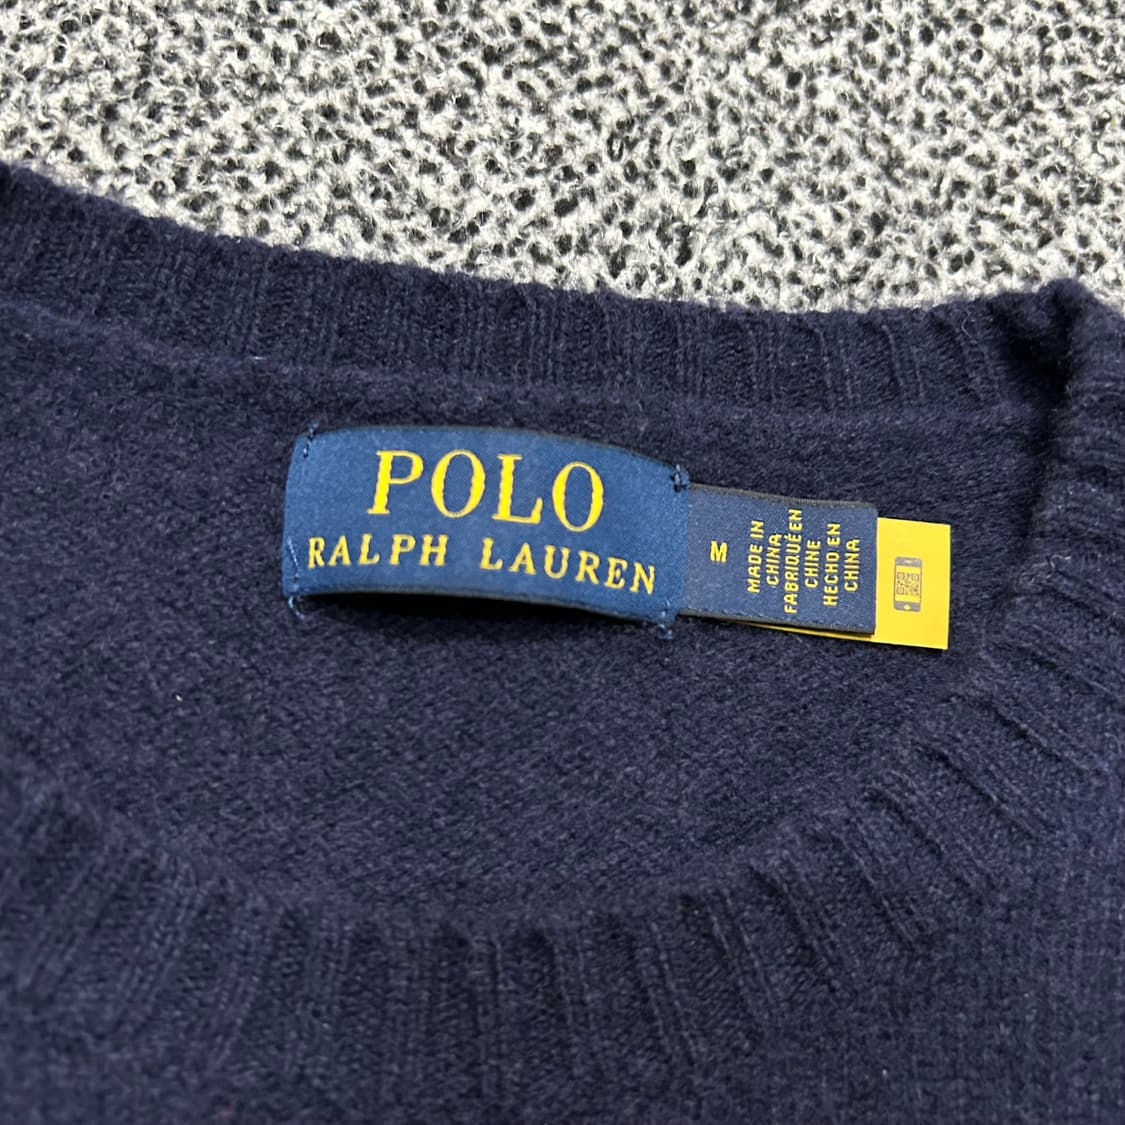 POLO
RALPH LAUREN
M
MADE IN
CHINA
FABRIQUÉ EN
CHINE
HECHO EN
CHINA